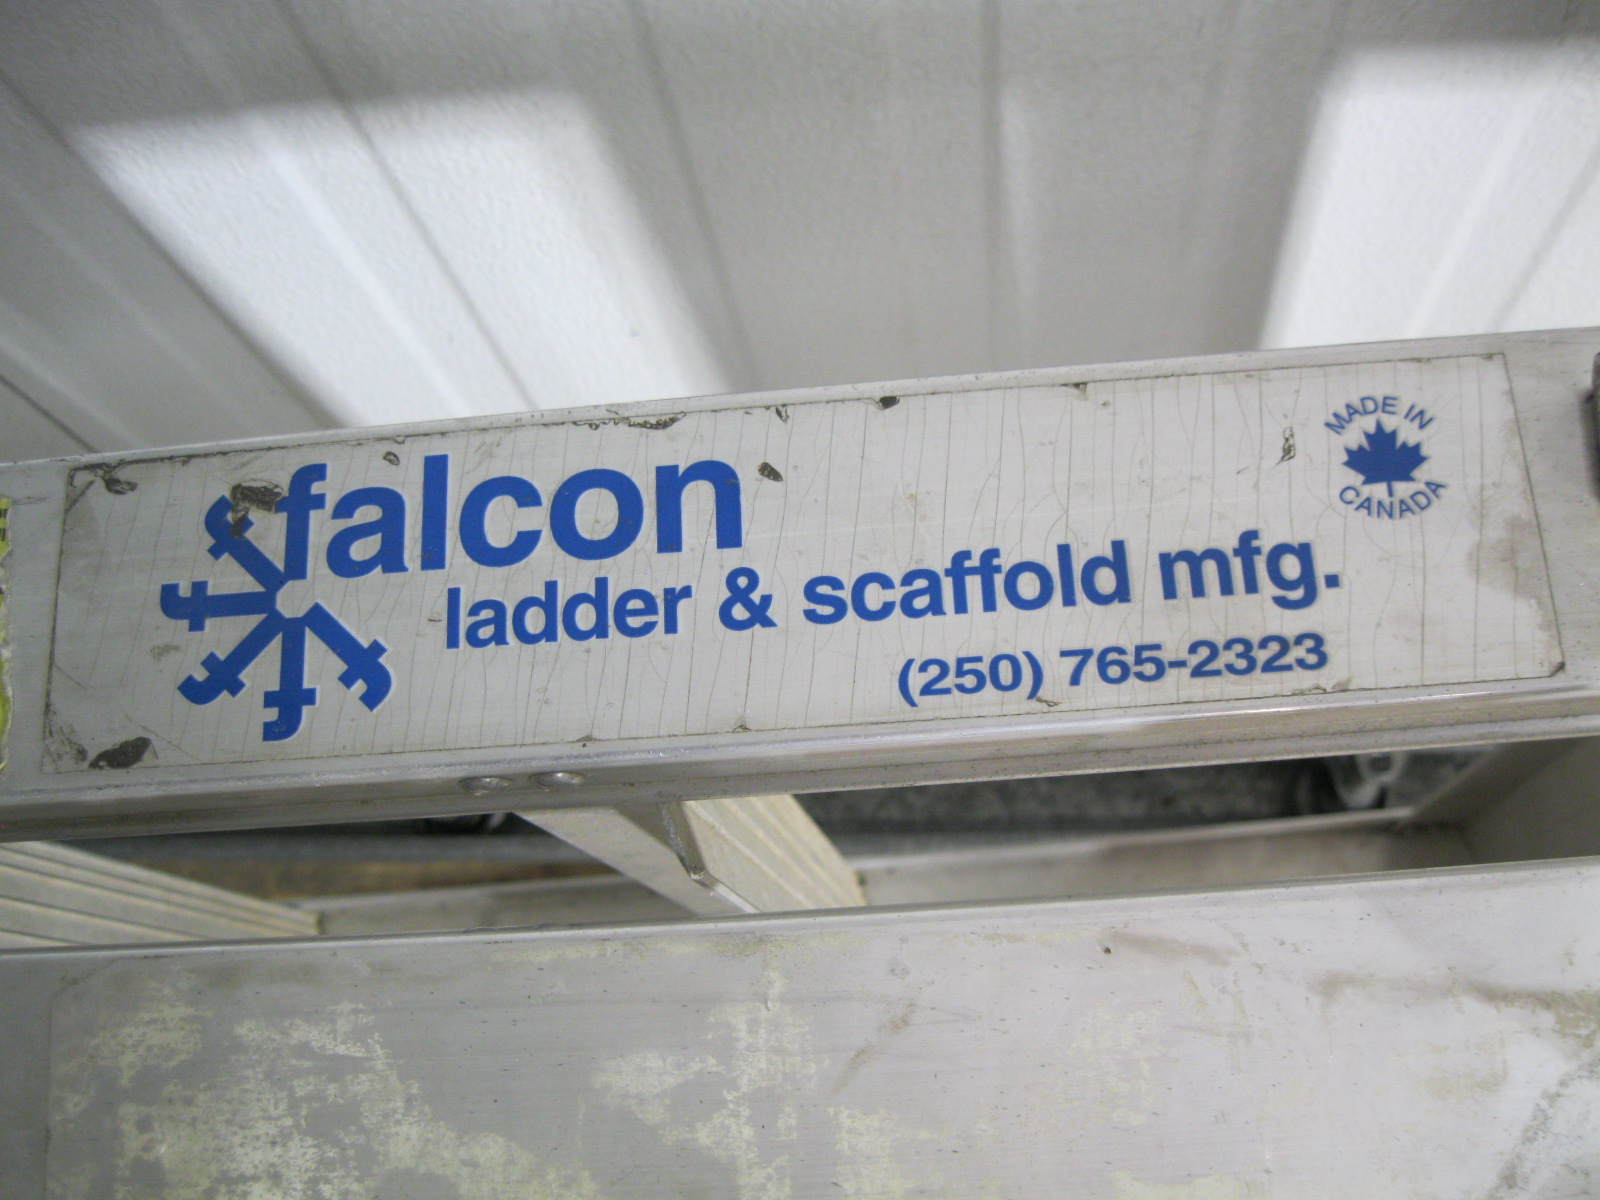 falcon
ladder & scaffold mfg.
(250) 765-2323
MADE IN
CANADA